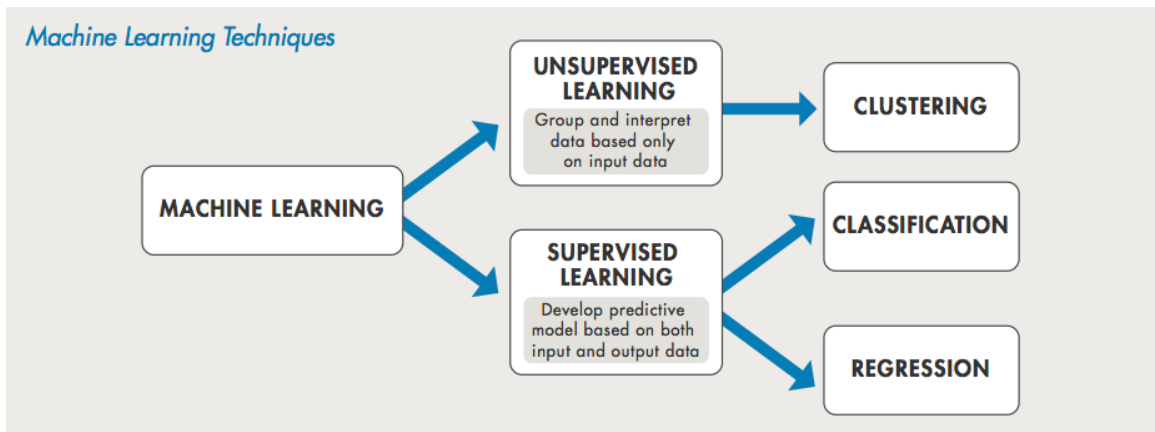 Machine Learning Techniques
MACHINE LEARNING
UNSUPERVISED
LEARNING
Group and interpret
data based only
on input data
CLUSTERING
SUPERVISED
LEARNING
Develop predictive
model based on both
input and output data
CLASSIFICATION
REGRESSION